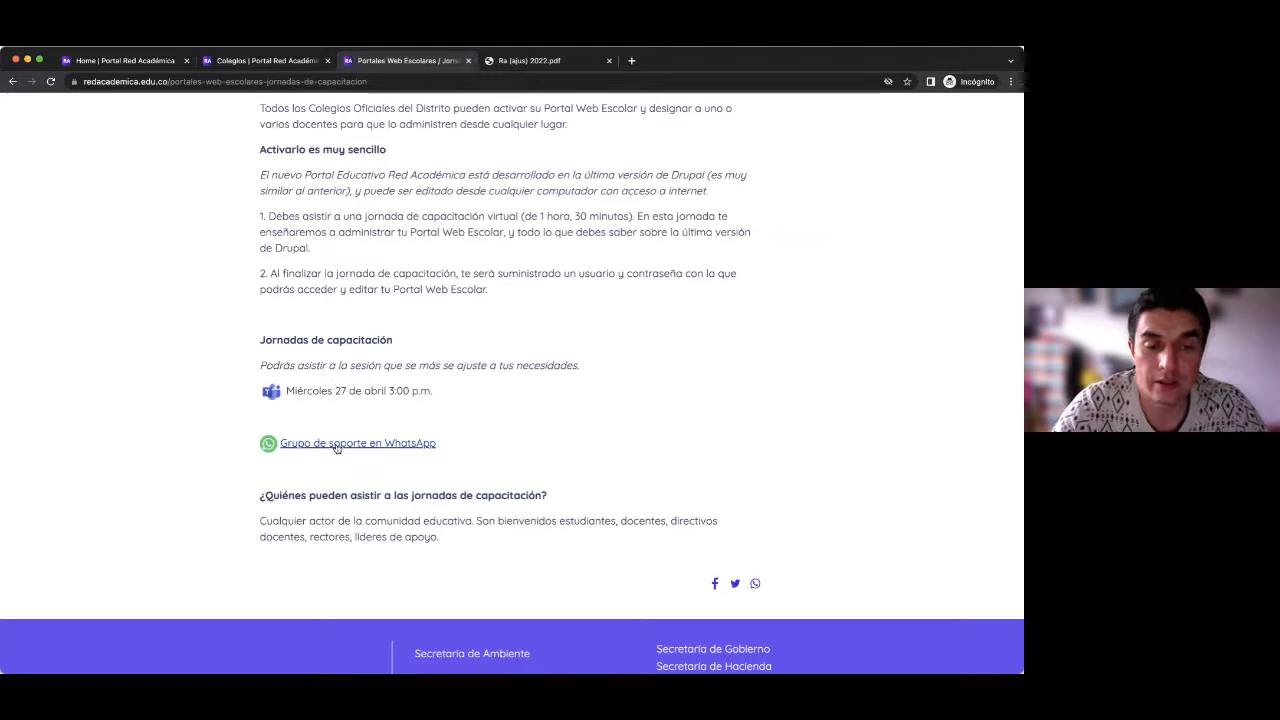 Home | Portal Red Académica
Colegios | Portal Red Académi
Portales Web Escolares / Jorn
Ra (ajus) 2022.pdf
redacademica.edu.co/portales-web-escolares-jornadas-de-capacitacion
Incógnito
Todos los Colegios Oficiales del Distrito pueden activar su Portal Web Escolar y designar a uno o
varios docentes para que lo administren desde cualquier lugar.
Activarlo es muy sencillo
El nuevo Portal Educativo Red Académica está desarrollado en la última versión de Drupal (es muy
similar al anterior), y puede ser editado desde cualquier computador con acceso a internet.
1. Debes asistir a una jornada de capacitación virtual (de 1 hora, 30 minutos). En esta jornada te
enseñaremos a administrar tu Portal Web Escolar, y todo lo que debes saber sobre la última versión
de Drupal.
2. Al finalizar la jornada de capacitación, te será suministrado un usuario y contraseña con la que
podrás acceder y editar tu Portal Web Escolar.
Jornadas de capacitación
Podrás asistir a la sesión que se más se ajuste a tus necesidades.
Miércoles 27 de abril 3:00 p.m.
Grupo de soporte en WhatsApp
¿Quiénes pueden asistir a las jornadas de capacitación?
Cualquier actor de la comunidad educativa. Son bienvenidos estudiantes, docentes, directivos
docentes, rectores, líderes de apoyo.
Secretaría de Ambiente
Secretaría de Gobierno
Secretaría de Hacienda